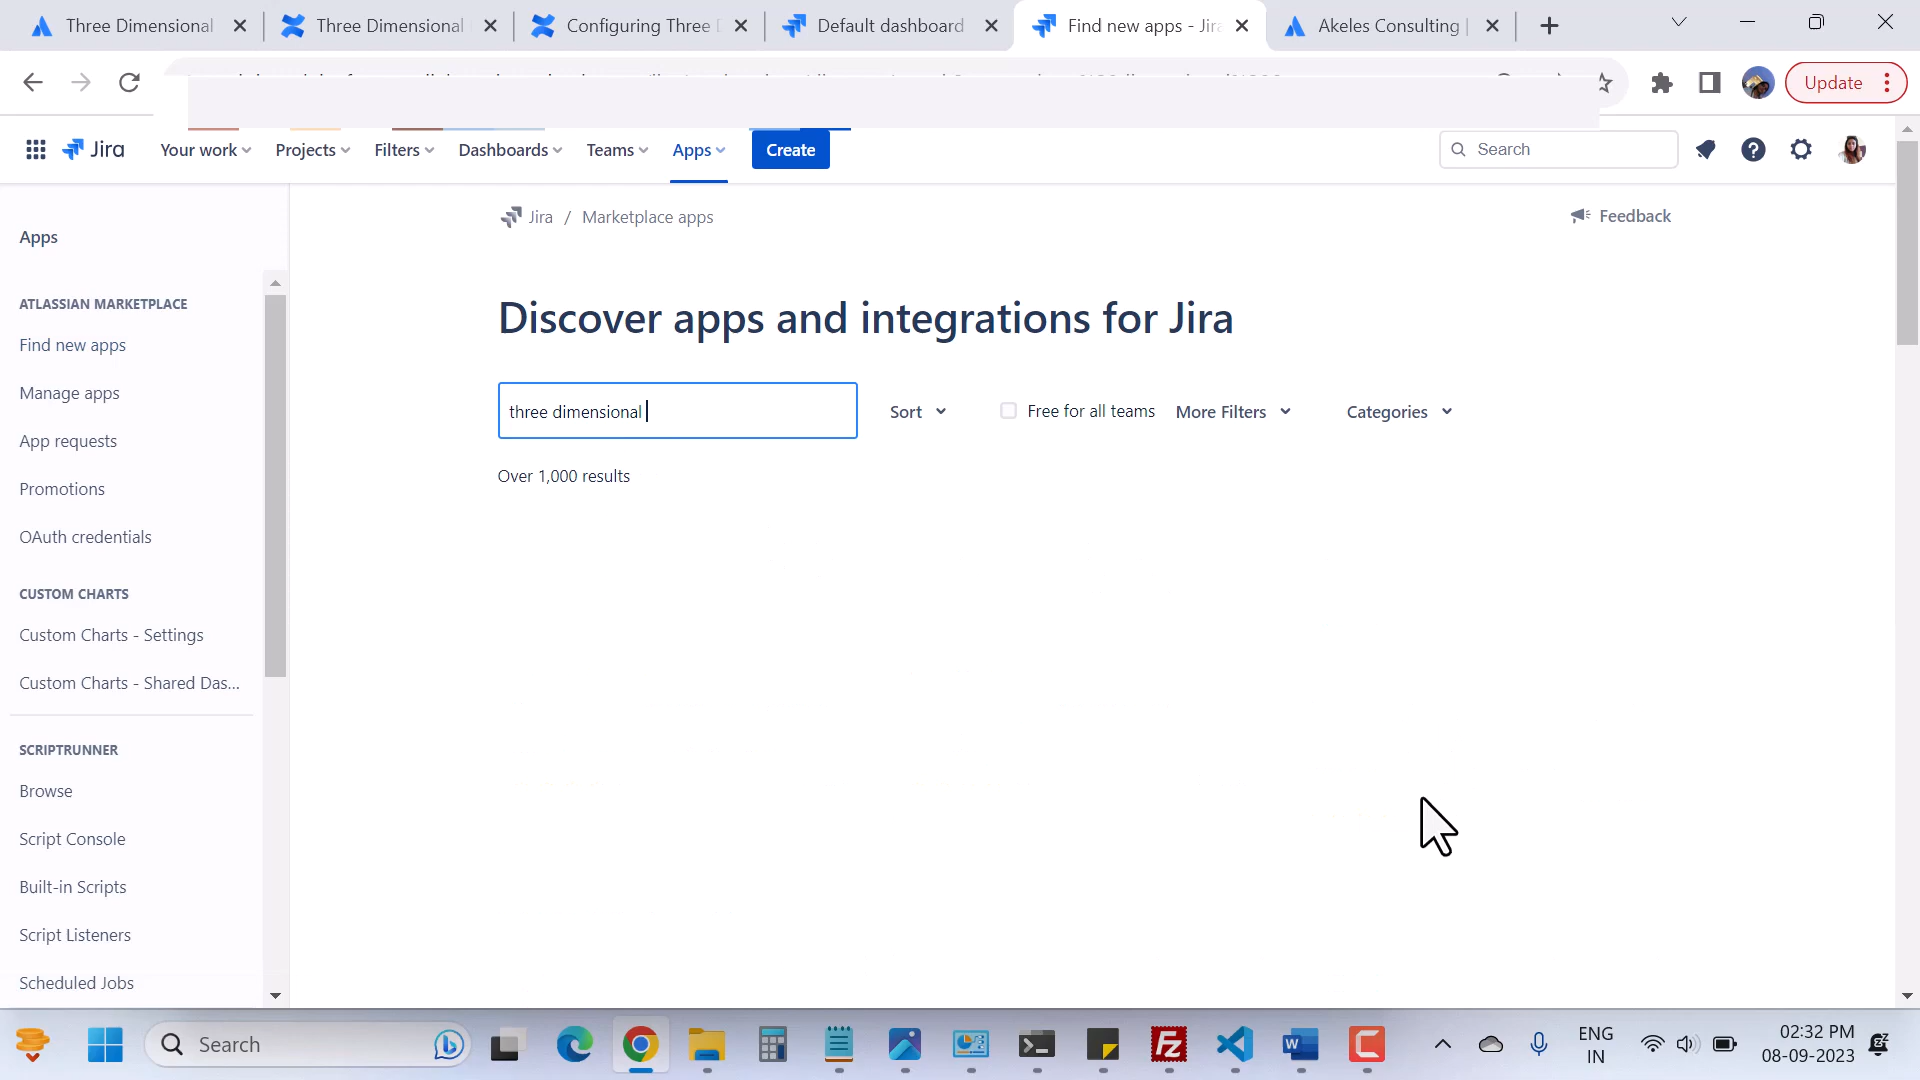 Three Dimensional
Three Dimensional
Configuring Three D
Default dashboard
Find new apps - Jira
Akeles Consulting |
Update
Jira
Your work
Projects
Filters
Dashboards
Teams
Apps
Create
Search
Apps
ATLASSIAN MARKETPLACE
Find new apps
Manage apps
App requests
Promotions
OAuth credentials
CUSTOM CHARTS
Custom Charts - Settings
Custom Charts - Shared Das...
SCRIPTRUNNER
Browse
Script Console
Built-in Scripts
Script Listeners
Scheduled Jobs
Jira / Marketplace apps
Feedback
Discover apps and integrations for Jira
three dimensional
Sort
Free for all teams
More Filters
Categories
Over 1,000 results
Search
ENG
IN
02:32 PM
08-09-2023